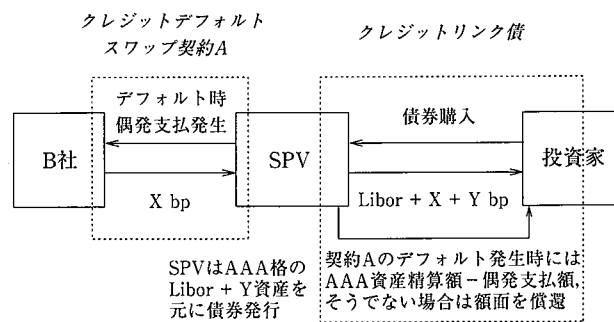 クレジットデフォルト
スワップ契約A
クレジットリンク債
デフォルト時
偶発支払発生
債券購入
B社
SPV
投資家
X bp
Libor + X + Y bp
SPVはAAA格の
Libor + Y資産を
元に債券発行
契約Aのデフォルト発生時には
AAA資産精算額－偶発支払額,
そうでない場合は額面を償還